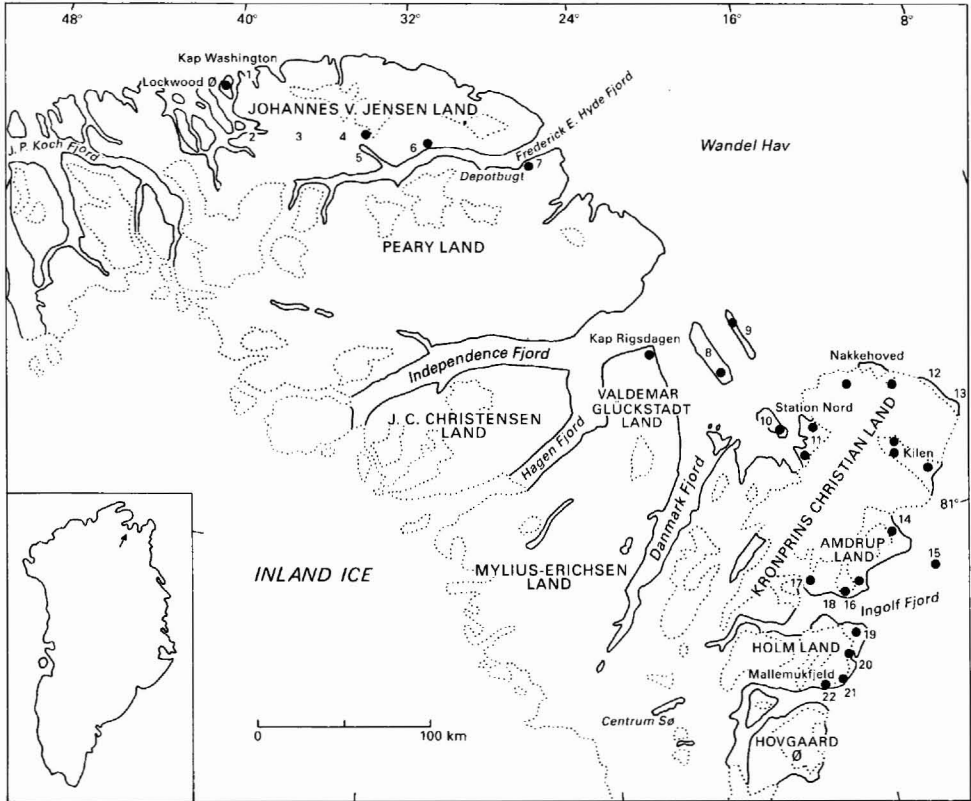 48° 40° 32° 24° 16° 8°
Kap Washington
Lockwood Ø
1
JOHANNES V. JENSEN LAND
2 3 4
5
6
J. P. Koch Fjord
Frederick E. Hyde Fjord
Depotbugt
7
Wandel Hav
PEARY LAND
Kap Rigsdagen
8
9
Independence Fjord
Nakkehoved
12
13
VALDEMAR
GLÜCKSTADT
LAND
Station Nord
10
11
J. C. CHRISTENSEN
LAND
Hagen Fjord
Kilen
KRONPRINS CHRISTIAN LAND
Danmark Fjord
81°
14
AMDRUP
LAND
15
INLAND ICE
MYLIUS-ERICHSEN
LAND
17
18 16
Ingolf Fjord
19
HOLM LAND
20
Mallemukfjeld
21
22
Centrum Sø
0 100 km
HOVGAARD
Ø